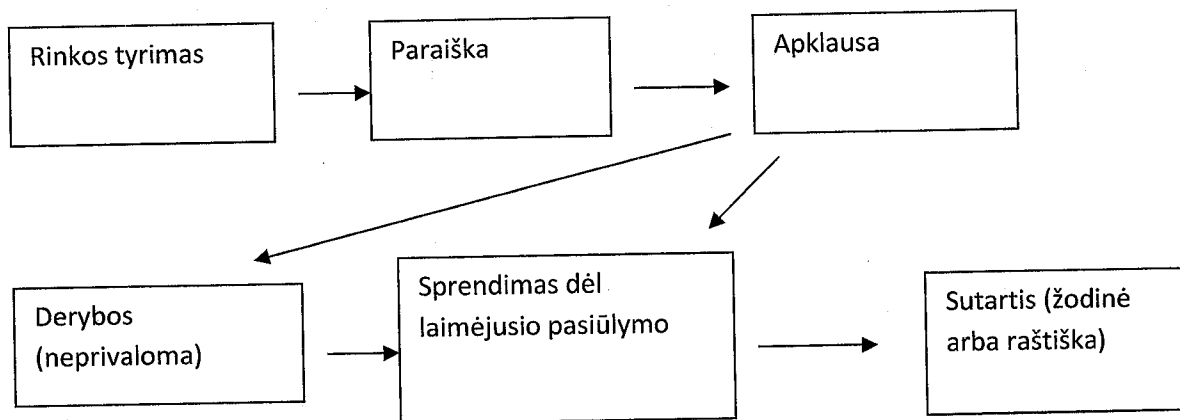 Rinkos tyrimas
Paraiška
Apklausa
Derybos
(neprivaloma)
Sprendimas dėl
laimėjusio pasiūlymo
Sutartis (žodinė
arba raštiška)